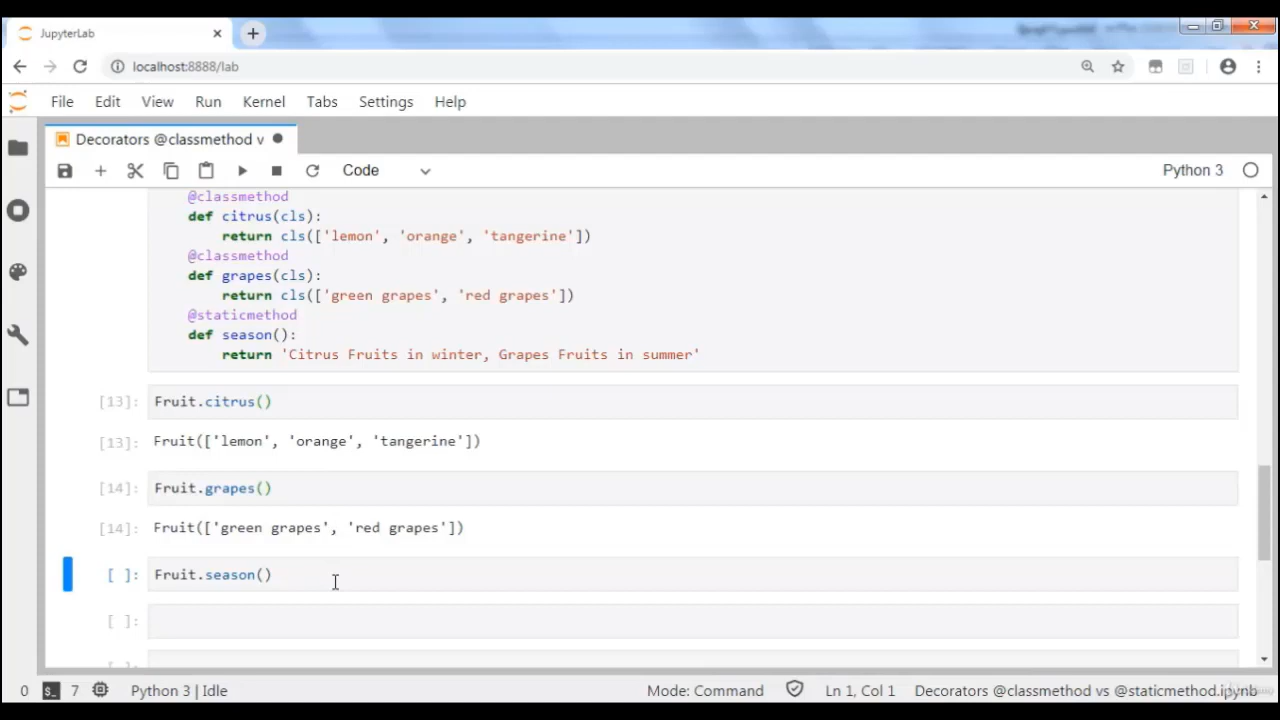 JupyterLab
localhost:8888/lab
File Edit View Run Kernel Tabs Settings Help
Decorators @classmethod v
Code
Python 3
@classmethod
def citrus(cls):
return cls(['lemon', 'orange', 'tangerine'])
@classmethod
def grapes(cls):
return cls(['green grapes', 'red grapes'])
@staticmethod
def season():
return 'Citrus Fruits in winter, Grapes Fruits in summer'
[13]: Fruit.citrus()
[13]: Fruit(['lemon', 'orange', 'tangerine'])
[14]: Fruit.grapes()
[14]: Fruit(['green grapes', 'red grapes'])
[ ]: Fruit.season()
[ ]:
[ ]:
0 7 Python 3 | Idle Mode: Command Ln 1, Col 1 Decorators @classmethod vs @staticmethod.ipynb